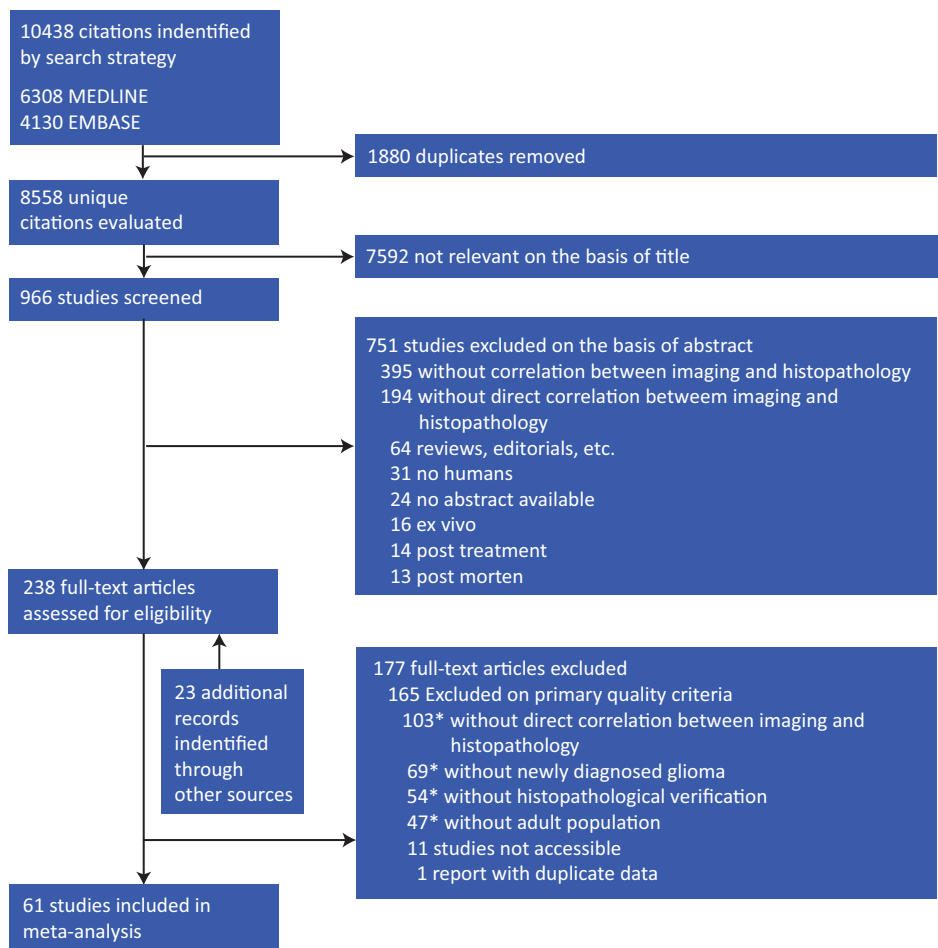 10438 citations indentified
by search strategy
6308 MEDLINE
4130 EMBASE
1880 duplicates removed
8558 unique
citations evaluated
7592 not relevant on the basis of title
966 studies screened
751 studies excluded on the basis of abstract
395 without correlation between imaging and histopathology
194 without direct correlation betweem imaging and
histopathology
64 reviews, editorials, etc.
31 no humans
24 no abstract available
16 ex vivo
14 post treatment
13 post morten
238 full-text articles
assessed for eligibility
23 additional
records
indentified
through
other sources
177 full-text articles excluded
165 Excluded on primary quality criteria
103* without direct correlation between imaging and
histopathology
69* without newly diagnosed glioma
54* without histopathological verification
47* without adult population
11 studies not accessible
1 report with duplicate data
61 studies included in
meta-analysis